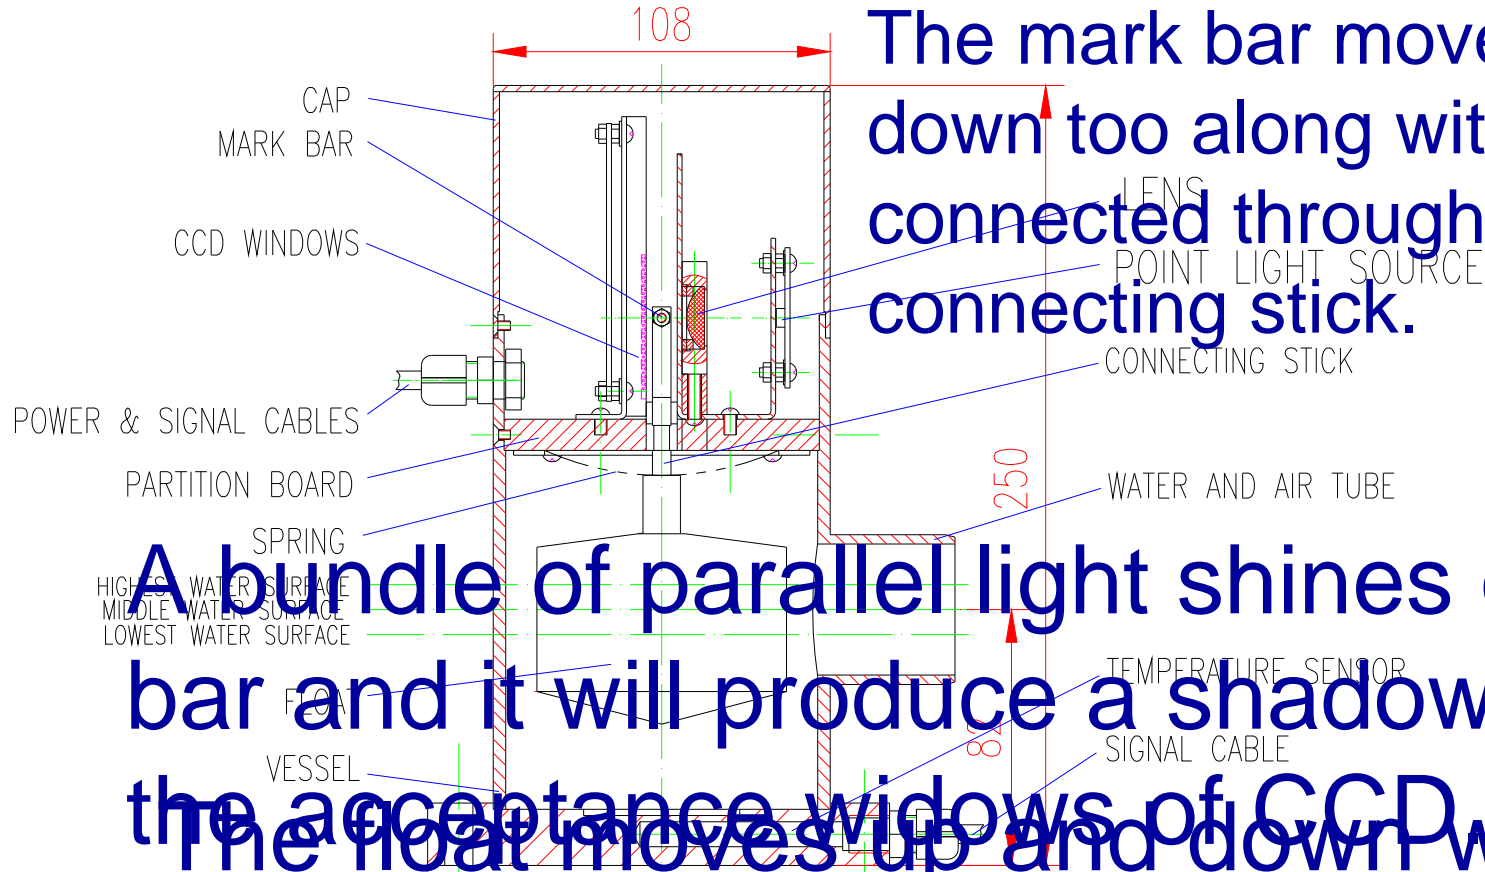 108
The mark bar move
down too along wit
connected through
connecting stick.
CAP
MARK BAR
CCD WINDOWS
POWER & SIGNAL CABLES
PARTITION BOARD
SPRING
HIGHEST WATER SURFACE
MIDDLE WATER SURFACE
LOWEST WATER SURFACE
FLOAT
VESSEL
LENS
POINT LIGHT SOURCE
CONNECTING STICK
250
WATER AND AIR TUBE
TEMPERATURE SENSOR
82
SIGNAL CABLE
A bundle of parallel light shines
bar and it will produce a shadow
the acceptance widows of CCD
The float moves up and down w